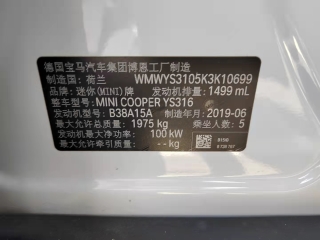 德国宝马汽车集团博恩工厂制造
制造国：荷兰 WMWYS3105K3K10699
品牌：迷你(MINI)牌 发动机排量：1499 mL
整车型号：MINI COOPER YS316
发动机型号：B38A15A 制造年月：2019-06
最大允许总质量：1975 kg 乘坐人数：5
发动机最大净功率：100 kW
最大允许牵引质量：-- kg